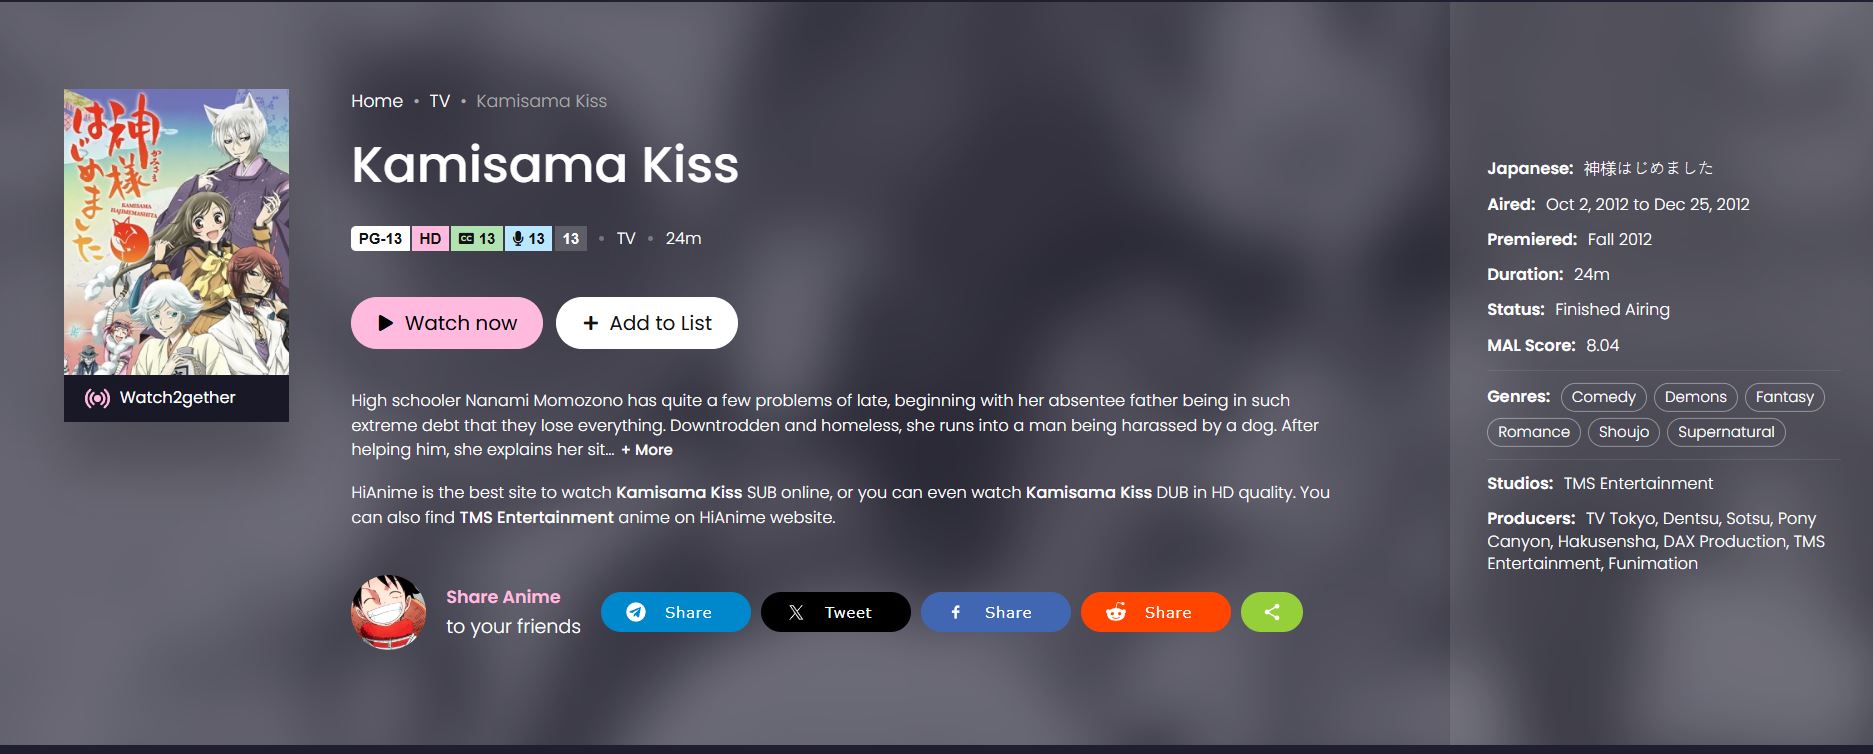 Home • TV • Kamisama Kiss
神様はじめました
かみさま
KAMISAMA
HAJIMEMASHITA
Watch2gether
Kamisama Kiss
PG-13 HD CC 13 13 13 • TV • 24m
Watch now + Add to List
High schooler Nanami Momozono has quite a few problems of late, beginning with her absentee father being in such
extreme debt that they lose everything. Downtrodden and homeless, she runs into a man being harassed by a dog. After
helping him, she explains her sit... + More
HiAnime is the best site to watch Kamisama Kiss SUB online, or you can even watch Kamisama Kiss DUB in HD quality. You
can also find TMS Entertainment anime on HiAnime website.
Share Anime
to your friends
Share Tweet Share Share
Japanese: 神様はじめました
Aired: Oct 2, 2012 to Dec 25, 2012
Premiered: Fall 2012
Duration: 24m
Status: Finished Airing
MAL Score: 8.04
Genres: Comedy Demons Fantasy
Romance Shoujo Supernatural
Studios: TMS Entertainment
Producers: TV Tokyo, Dentsu, Sotsu, Pony
Canyon, Hakusensha, DAX Production, TMS
Entertainment, Funimation